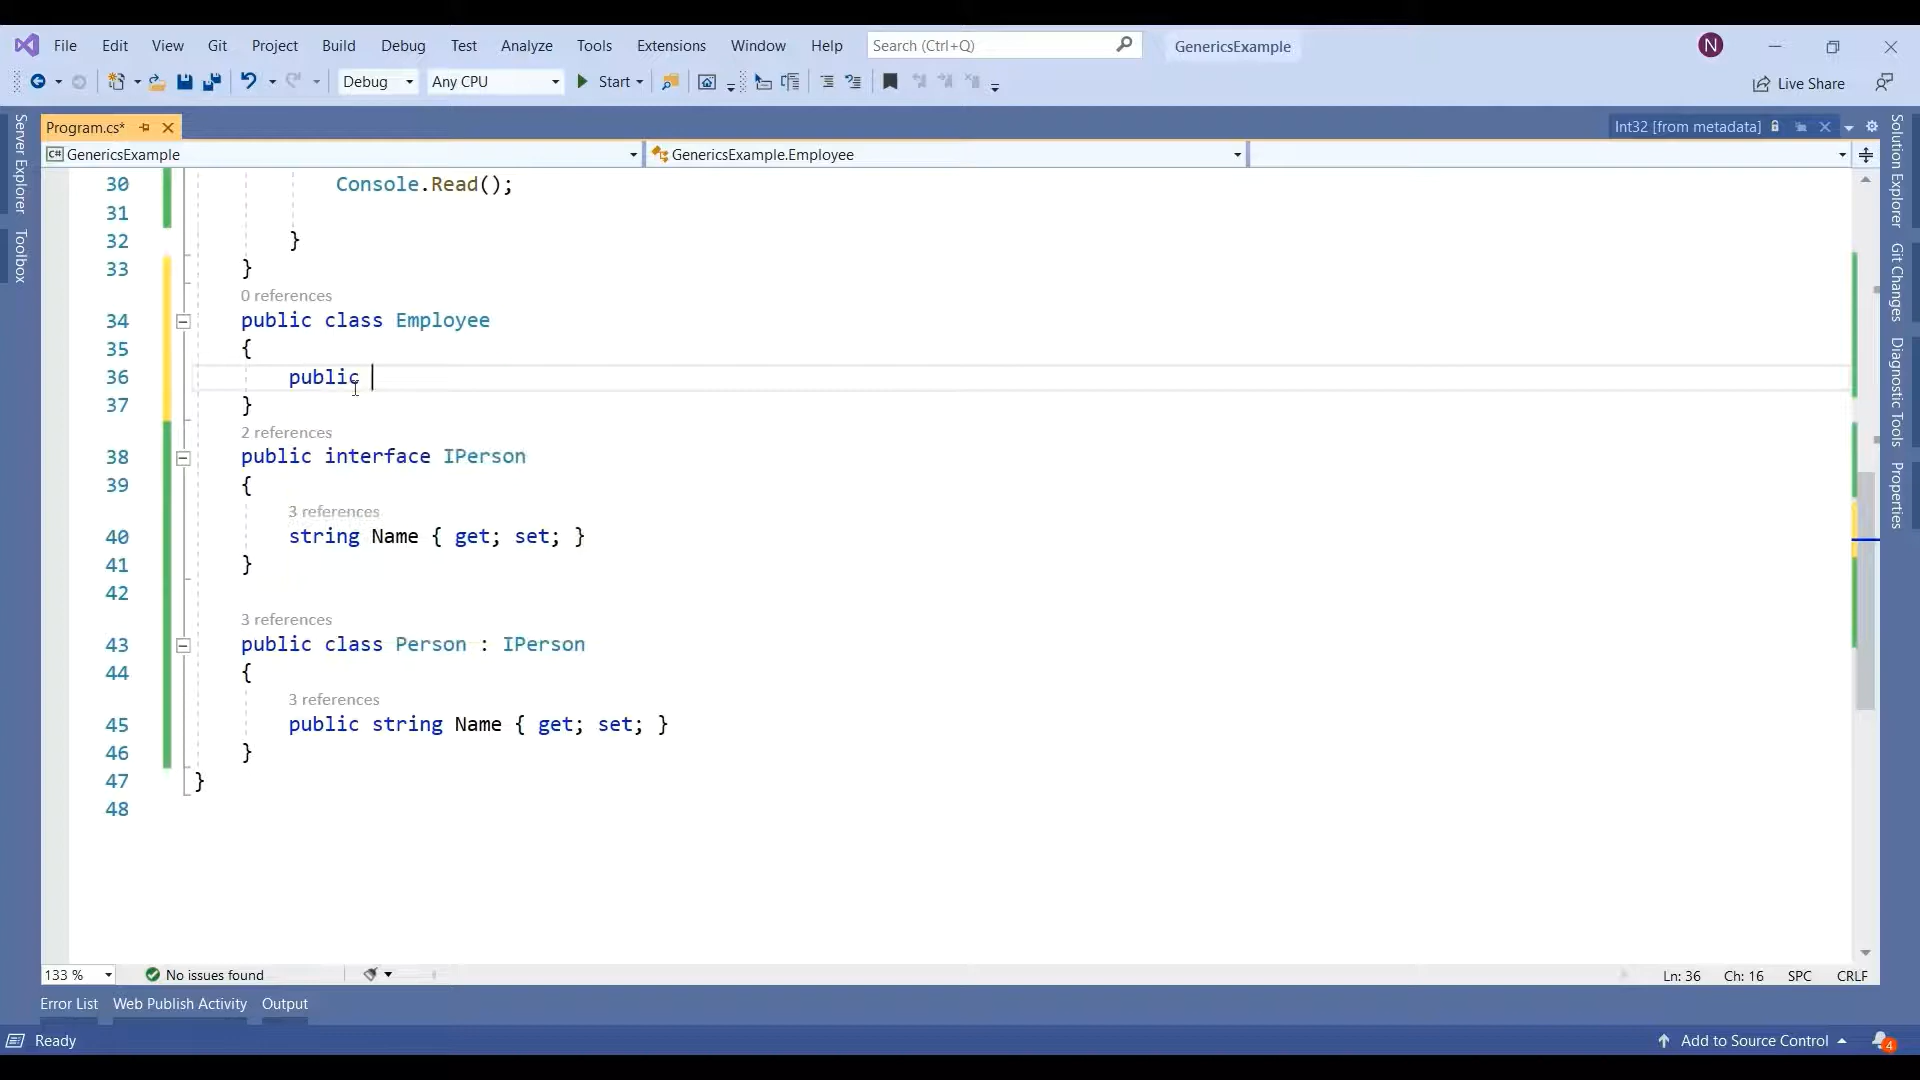 File Edit View Git Project Build Debug Test Analyze Tools Extensions Window Help Search (Ctrl+Q) GenericsExample N
Debug Any CPU Start Live Share
Server Explorer
Toolbox
Program.cs* Int32 [from metadata]
C# GenericsExample GenericsExample.Employee
30 Console.Read();
31
32 }
33 }
0 references
34 public class Employee
35 {
36 public
37 }
2 references
38 public interface IPerson
39 {
3 references
40 string Name { get; set; }
41 }
42
3 references
43 public class Person : IPerson
44 {
3 references
45 public string Name { get; set; }
46 }
47 }
48
Solution Explorer
Git Changes
Diagnostic Tools
Properties
133 % No issues found Ln: 36 Ch: 16 SPC CRLF
Error List Web Publish Activity Output
Ready Add to Source Control 4